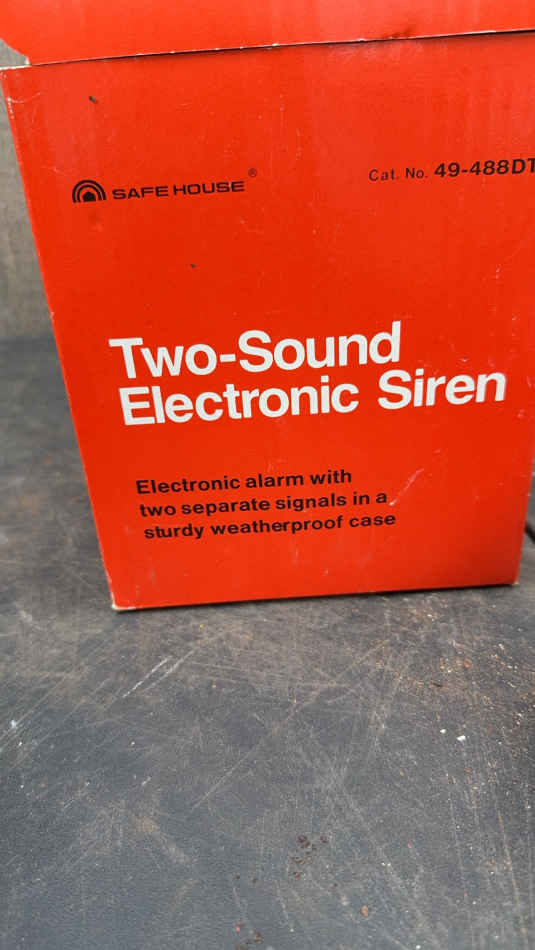 SAFE HOUSE ®
Cat. No. 49-488DT
Two-Sound
Electronic Siren
Electronic alarm with
two separate signals in a
sturdy weatherproof case